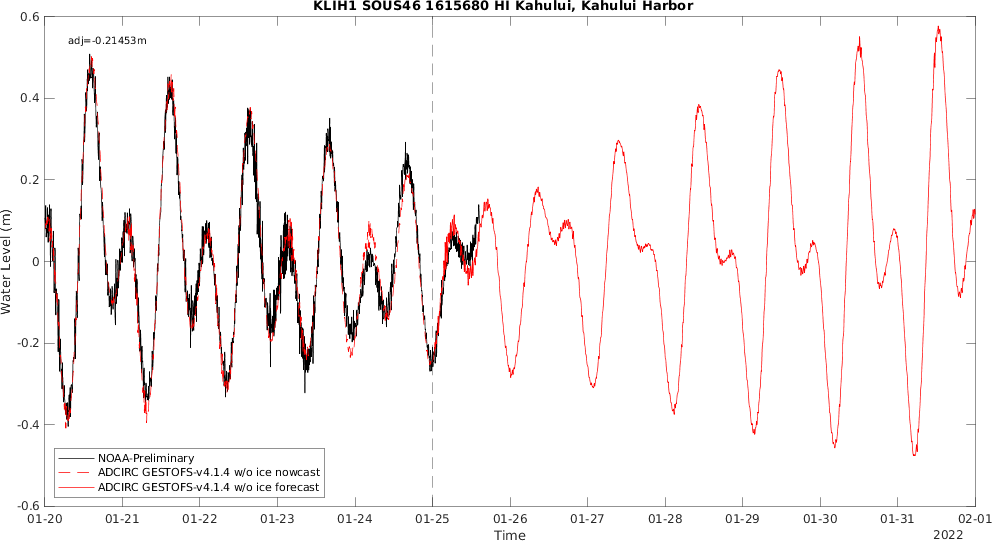 KLIH1 SOUS46 1615680 HI Kahului, Kahului Harbor
adj=-0.21453m
0.6
0.4
0.2
0
-0.2
-0.4
-0.6
Water Level (m)
NOAA-Preliminary
ADCIRC GESTOFS-v4.1.4 w/o ice nowcast
ADCIRC GESTOFS-v4.1.4 w/o ice forecast
01-20 01-21 01-22 01-23 01-24 01-25 01-26 01-27 01-28 01-29 01-30 01-31 02-01
Time
2022